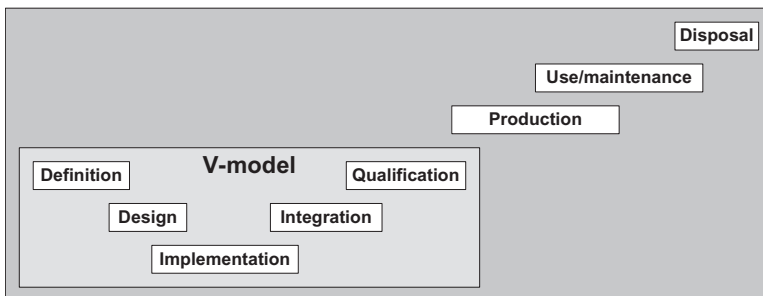 Disposal
Use/maintenance
Production
V-model
Definition
Qualification
Design
Integration
Implementation